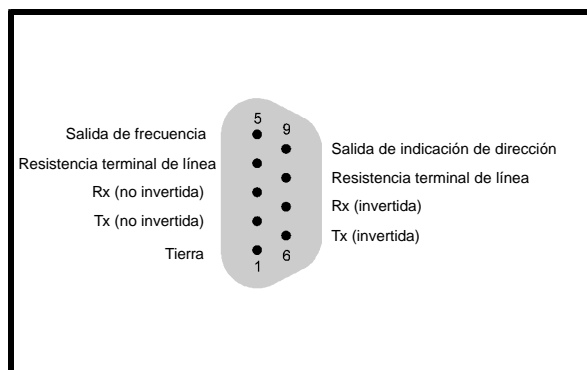 5
9
Salida de frecuencia
Salida de indicación de dirección
Resistencia terminal de línea
Resistencia terminal de línea
Rx (no invertida)
Rx (invertida)
Tx (no invertida)
Tx (invertida)
Tierra
6
1